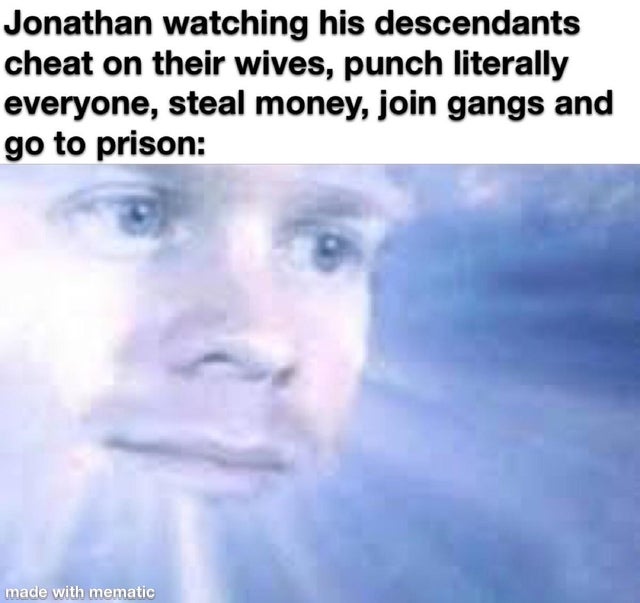 Jonathan watching his descendants
cheat on their wives, punch literally
everyone, steal money, join gangs and
go to prison:
made with mematic